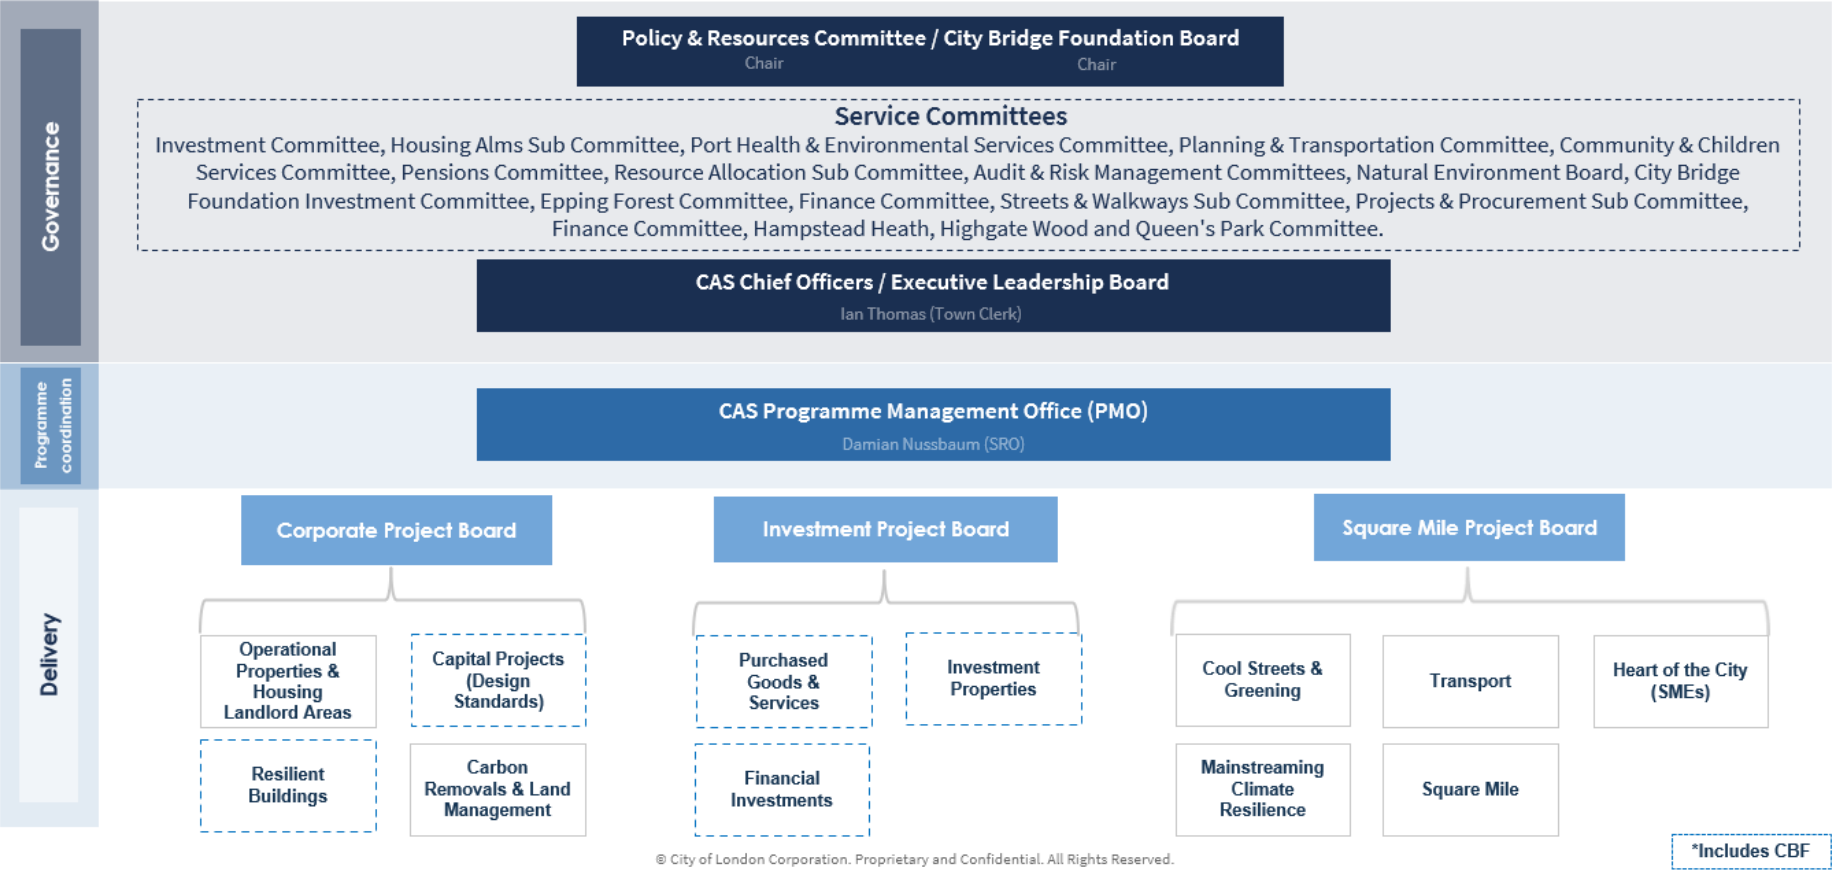 Governance
Policy & Resources Committee / City Bridge Foundation Board
Chair
Chair
Service Committees
Investment Committee, Housing Alms Sub Committee, Port Health & Environmental Services Committee, Planning & Transportation Committee, Community & Children
Services Committee, Pensions Committee, Resource Allocation Sub Committee, Audit & Risk Management Committees, Natural Environment Board, City Bridge
Foundation Investment Committee, Epping Forest Committee, Finance Committee, Streets & Walkways Sub Committee, Projects & Procurement Sub Committee,
Finance Committee, Hampstead Heath, Highgate Wood and Queen's Park Committee.
CAS Chief Officers / Executive Leadership Board
Ian Thomas (Town Clerk)
Programme
coordination
CAS Programme Management Office (PMO)
Damian Nussbaum (SRO)
Delivery
Corporate Project Board
Operational
Properties &
Housing
Landlord Areas
Capital Projects
(Design
Standards)
Resilient
Buildings
Carbon
Removals & Land
Management
Investment Project Board
Purchased
Goods &
Services
Investment
Properties
Financial
Investments
Square Mile Project Board
Cool Streets &
Greening
Transport
Heart of the City
(SMEs)
Mainstreaming
Climate
Resilience
Square Mile
*Includes CBF
© City of London Corporation. Proprietary and Confidential. All Rights Reserved.